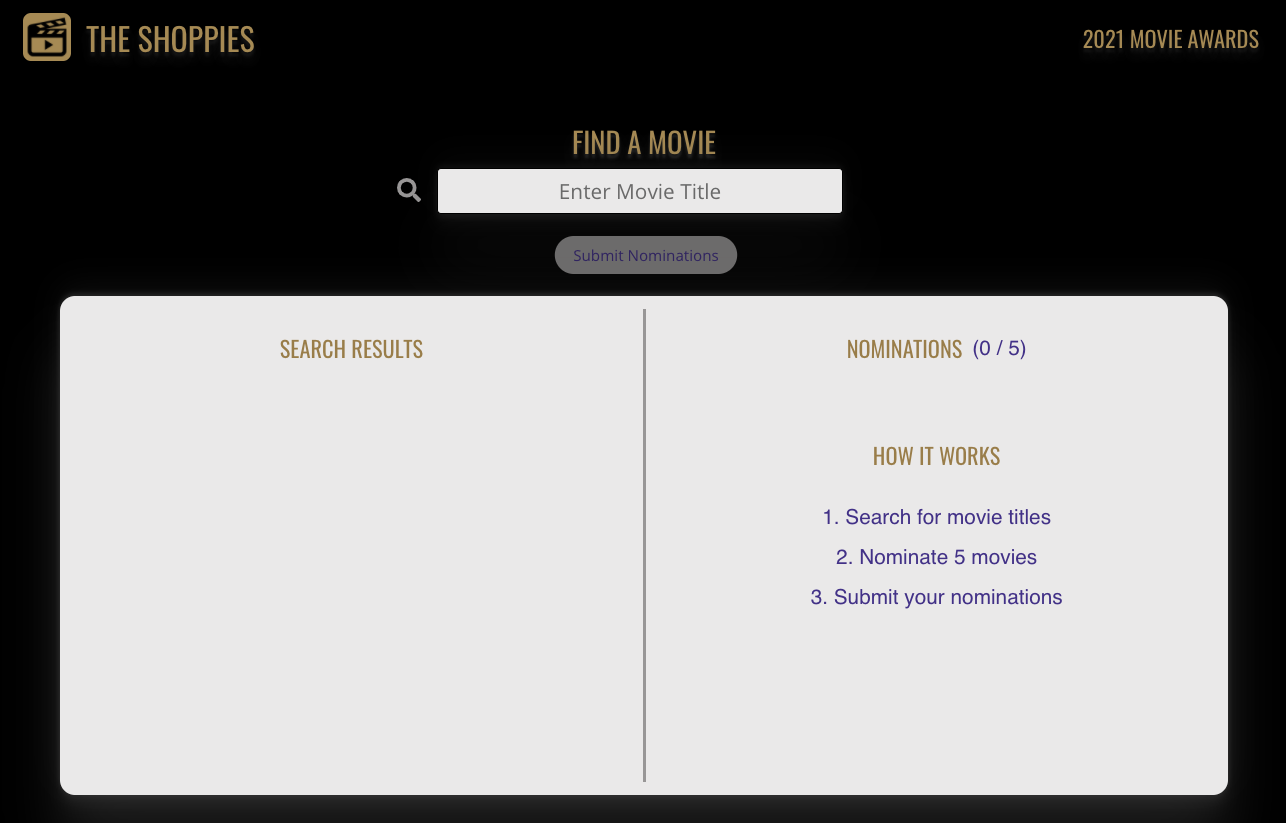 THE SHOPPIES
2021 MOVIE AWARDS
FIND A MOVIE
Enter Movie Title
Submit Nominations
SEARCH RESULTS
NOMINATIONS (0 / 5)
HOW IT WORKS
1. Search for movie titles
2. Nominate 5 movies
3. Submit your nominations